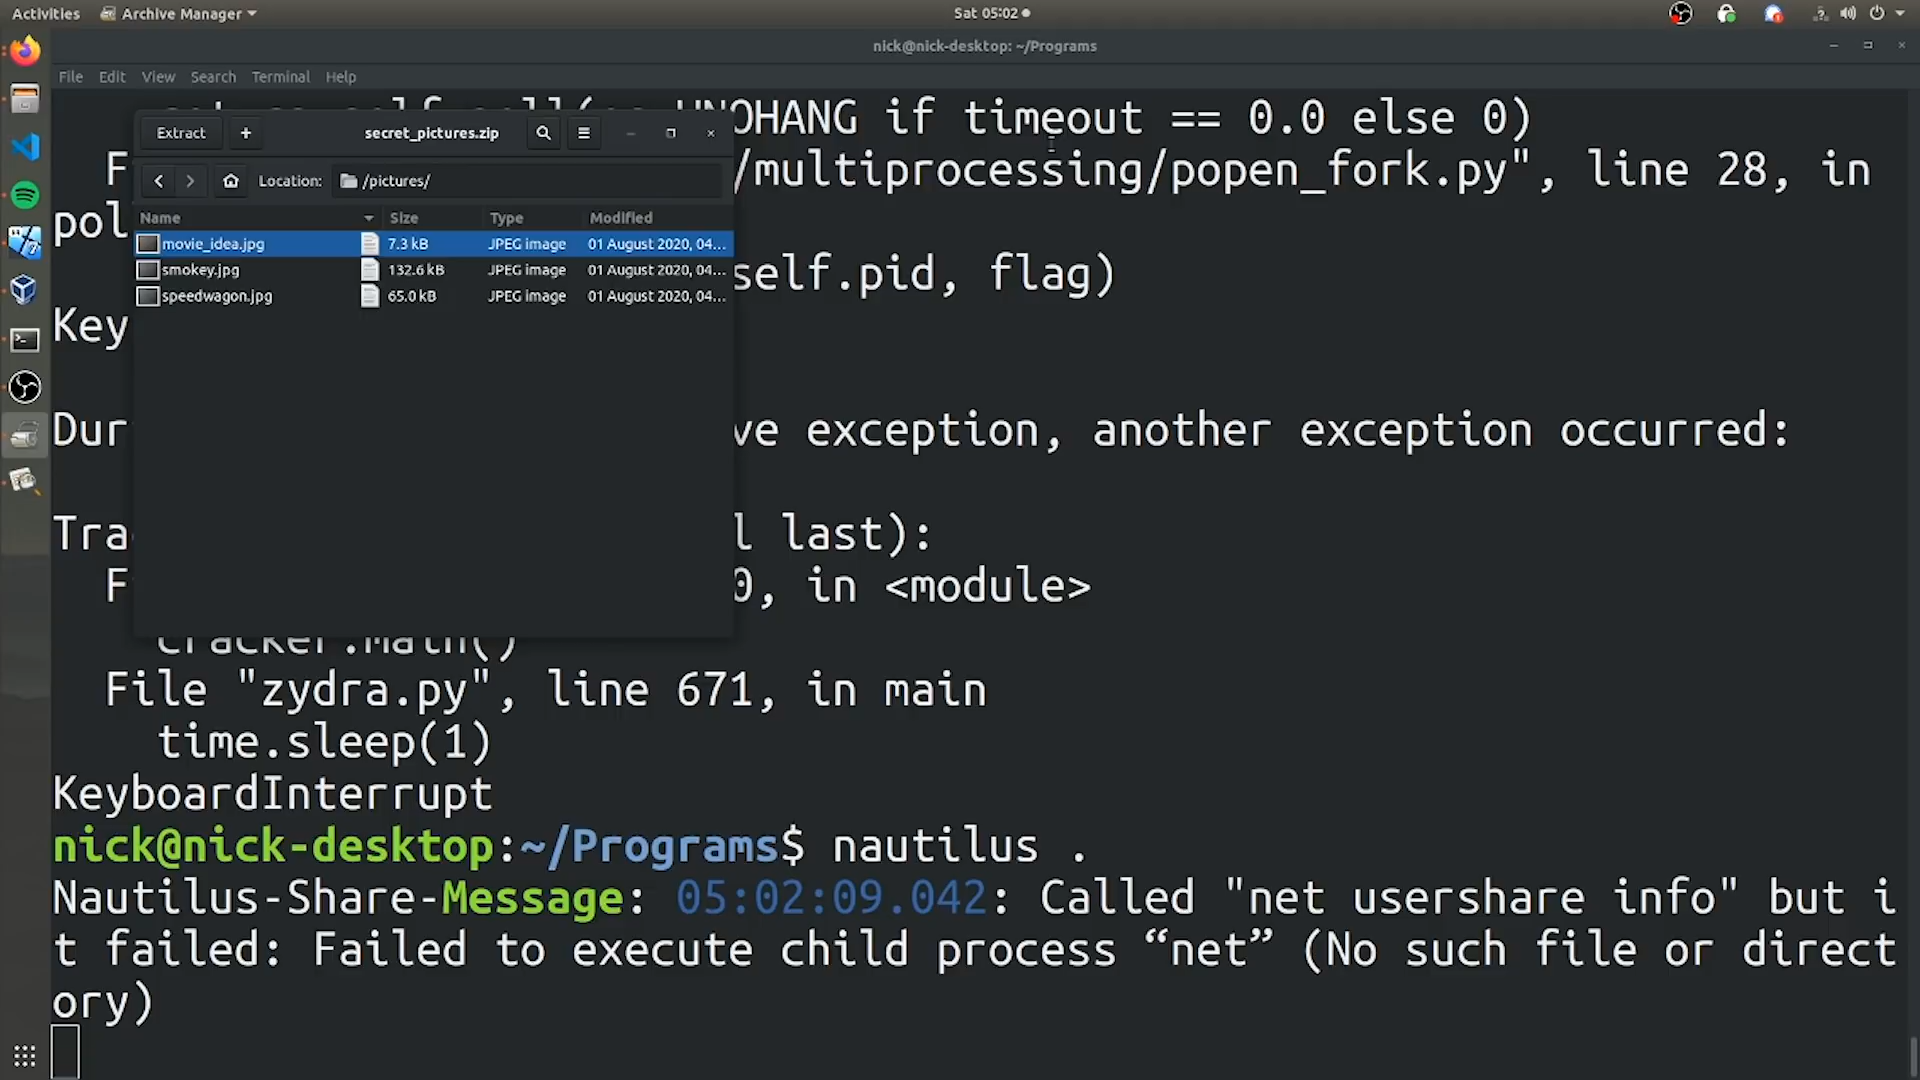 Activities Archive Manager Sat 05:02
nick@nick-desktop: ~/Programs
File Edit View Search Terminal Help
UNOHANG if timeout == 0.0 else 0)
Extract + secret_pictures.zip
F /multiprocessing/popen_fork.py", line 28, in
Location: /pictures/
pol
Name Size Type Modified
movie_idea.jpg 7.3 kB JPEG image 01 August 2020, 04…
smokey.jpg 132.6 kB JPEG image 01 August 2020, 04…
speedwagon.jpg 65.0 kB JPEG image 01 August 2020, 04…
self.pid, flag)
Key
Dur ve exception, another exception occurred:
Tra l last):
F 0, in <module>
cracker.main()
File "zydra.py", line 671, in main
time.sleep(1)
KeyboardInterrupt
nick@nick-desktop:~/Programs$ nautilus .
Nautilus-Share-Message: 05:02:09.042: Called "net usershare info" but i
t failed: Failed to execute child process “net” (No such file or direct
ory)